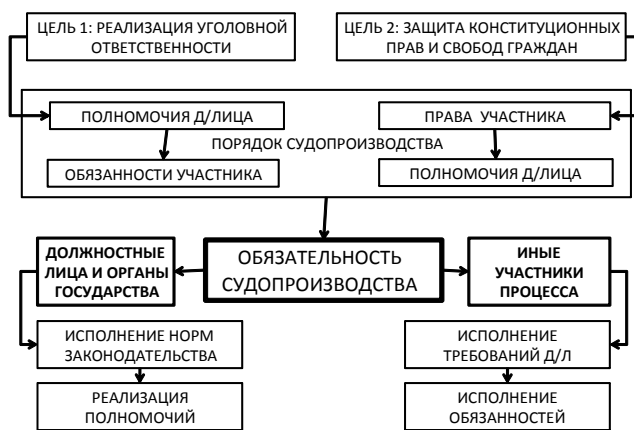 ЦЕЛЬ 1: РЕАЛИЗАЦИЯ УГОЛОВНОЙ
ОТВЕТСТВЕННОСТИ
ЦЕЛЬ 2: ЗАЩИТА КОНСТИТУЦИОННЫХ
ПРАВ И СВОБОД ГРАЖДАН
ПОЛНОМОЧИЯ Д/ЛИЦА
ПРАВА УЧАСТНИКА
ПОРЯДОК СУДОПРОИЗВОДСТВА
ОБЯЗАННОСТИ УЧАСТНИКА
ПОЛНОМОЧИЯ Д/ЛИЦА
ДОЛЖНОСТНЫЕ
ЛИЦА И ОРГАНЫ
ГОСУДАРСТВА
ОБЯЗАТЕЛЬНОСТЬ
СУДОПРОИЗВОДСТВА
ИНЫЕ
УЧАСТНИКИ
ПРОЦЕССА
ИСПОЛНЕНИЕ НОРМ
ЗАКОНОДАТЕЛЬСТВА
ИСПОЛНЕНИЕ
ТРЕБОВАНИЙ Д/Л
РЕАЛИЗАЦИЯ
ПОЛНОМОЧИЙ
ИСПОЛНЕНИЕ
ОБЯЗАННОСТЕЙ